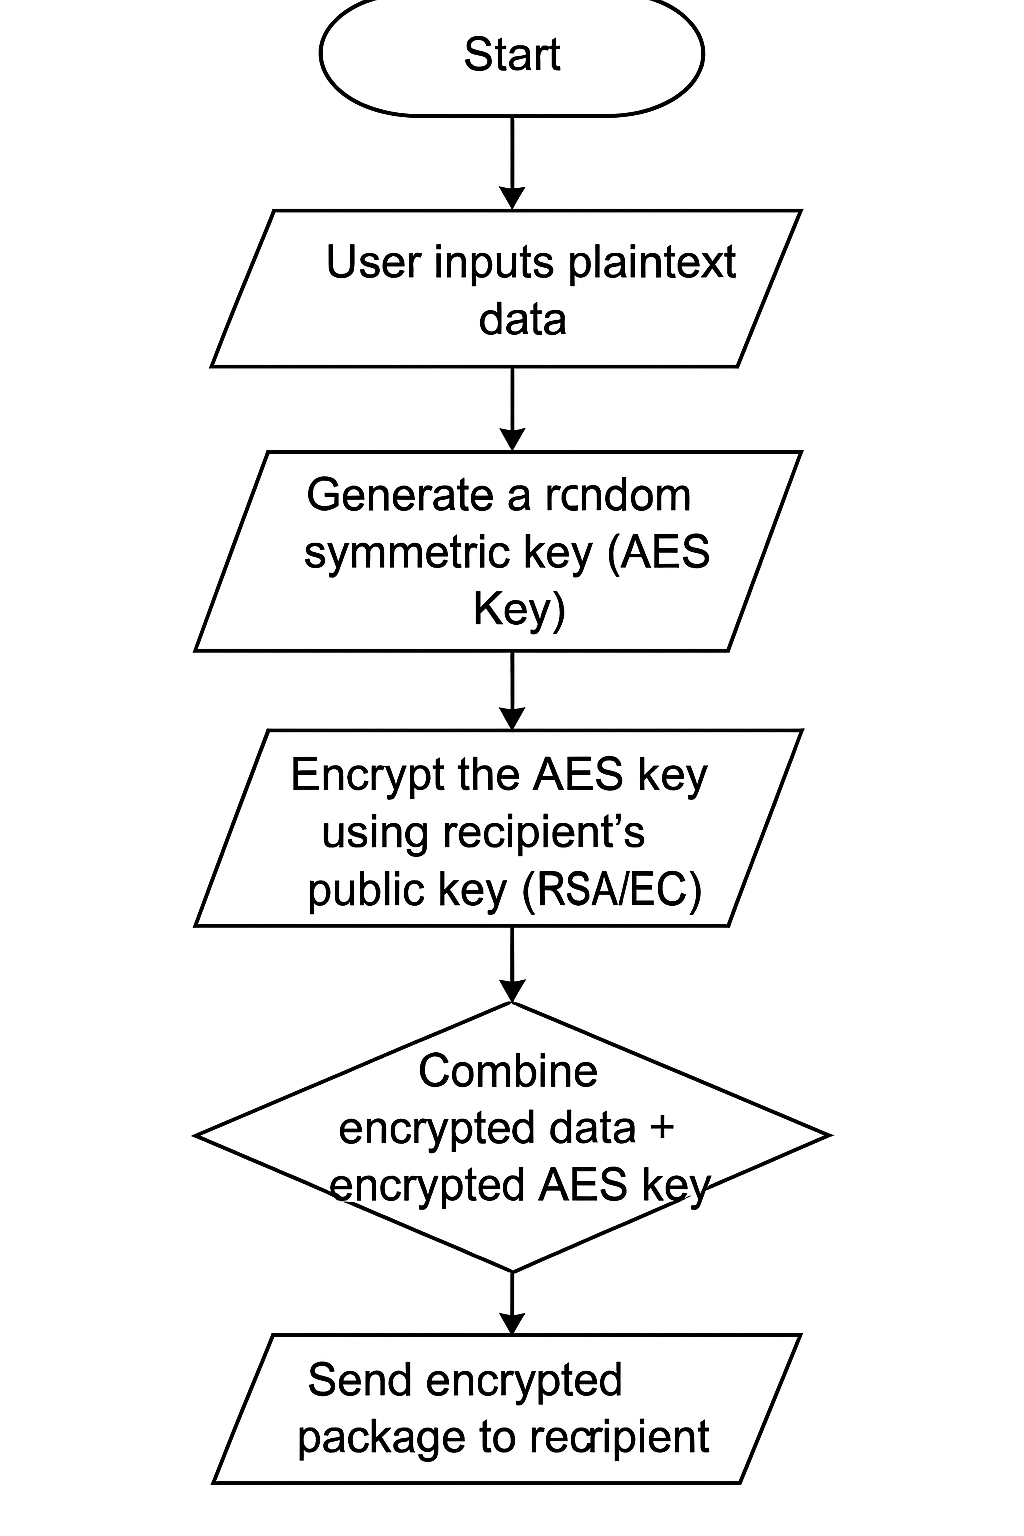 Start
User inputs plaintext
data
Generate a rcndom
symmetric key (AES
Key)
Encrypt the AES key
using recipient’s
public key (RSA/EC)
Combine
encrypted data +
encrypted AES key
Send encrypted
package to recripient